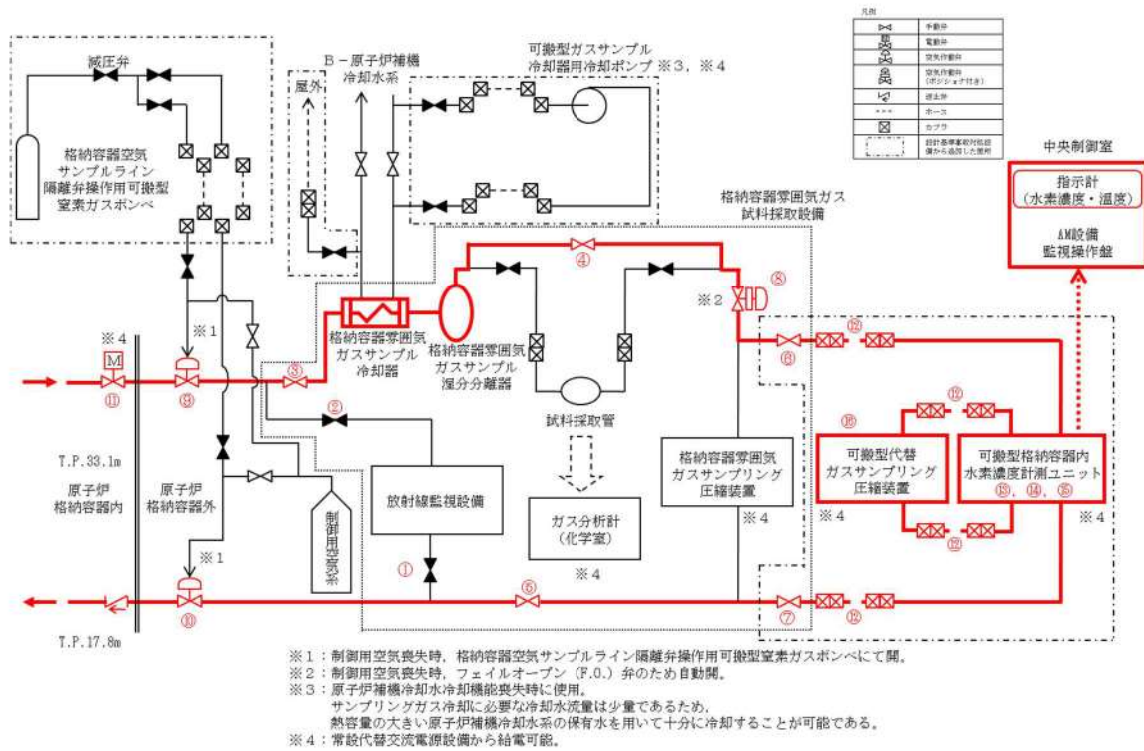 凡例
手動弁
電動弁
空気作動弁
空気作動弁
(ポジショナ付き)
逆止弁
ホース
カプラ
設計基準事故対処設
備から追加した箇所
減圧弁
格納容器空気
サンプルライン
隔離弁操作用可搬型
窒素ガスボンベ
屋外
B-原子炉補機
冷却水系
可搬型ガスサンプル
冷却器用冷却ポンプ ※3,※4
格納容器雰囲気ガス
試料採取設備
中央制御室
指示計
(水素濃度・温度)
AM設備
監視操作盤
④
⑧
※2
※1
※4
M
⑪
⑨
③
格納容器雰囲気
ガスサンプル
冷却器
格納容器雰囲気
ガスサンプル
湿分分離器
⑫
②
試料採取管
⑫
⑯
可搬型代替
ガスサンプリング
圧縮装置
※4
可搬型格納容器内
水素濃度計測ユニット
⑬,⑭,⑮
※4
T.P.33.1m
原子炉
格納容器内
原子炉
格納容器外
放射線監視設備
格納容器雰囲気
ガスサンプリング
圧縮装置
※4
ガス分析計
(化学室)
※4
制御用空気系
⑫
※1
①
⑩
⑦
⑫
T.P.17.8m
※1:制御用空気喪失時,格納容器空気サンプルライン隔離弁操作用可搬型窒素ガスボンベにて開。
※2:制御用空気喪失時,フェイルオープン(F.O.)弁のため自動開。
※3:原子炉補機冷却水冷却機能喪失時に使用。
サンプリングガス冷却に必要な冷却水流量は少量であるため,
熱容量の大きい原子炉補機冷却水系の保有水を用いて十分に冷却することが可能である。
※4:常設代替交流電源設備から給電可能。